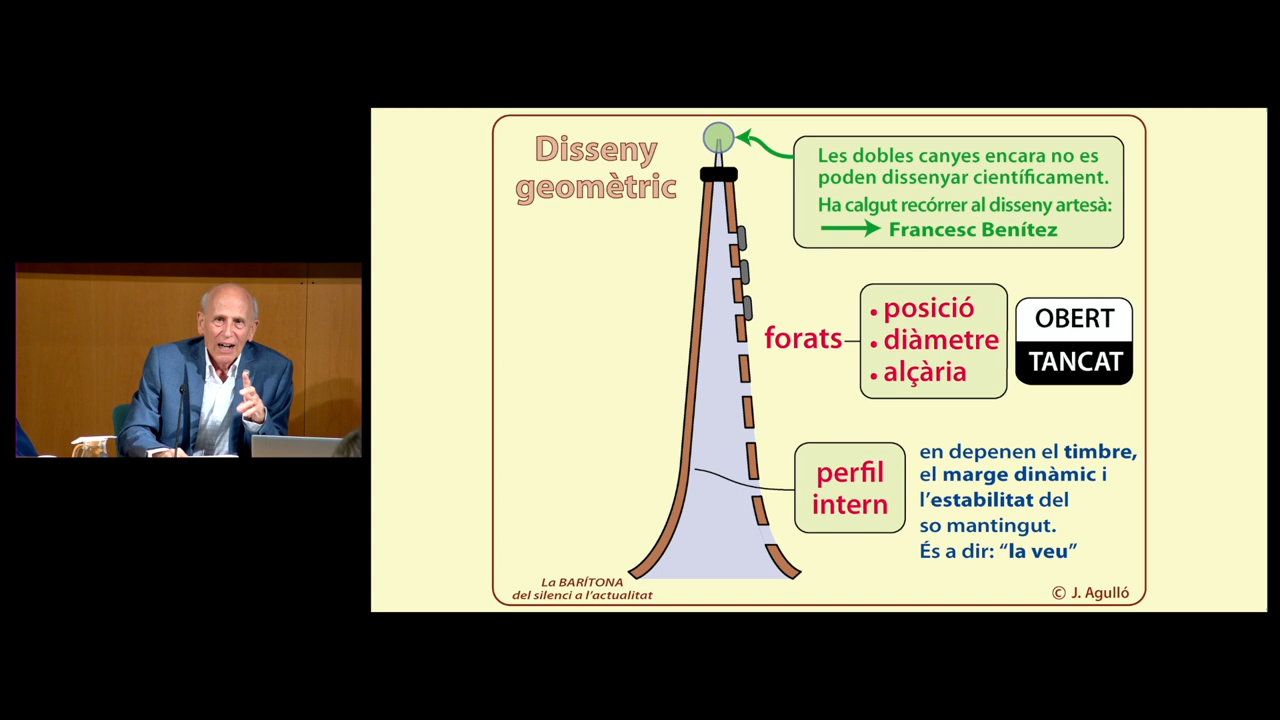 Disseny
geomètric
Les dobles canyes encara no es
poden dissenyar científicament.
Ha calgut recórrer al disseny artesà:
Francesc Benítez
forats
• posició
• diàmetre
• alçària
OBERT
TANCAT
perfil
intern
en depenen el timbre,
el marge dinàmic i
l’estabilitat del
so mantingut.
És a dir: “la veu”
La BARÍTONA
del silenci a l’actualitat
© J. Agulló